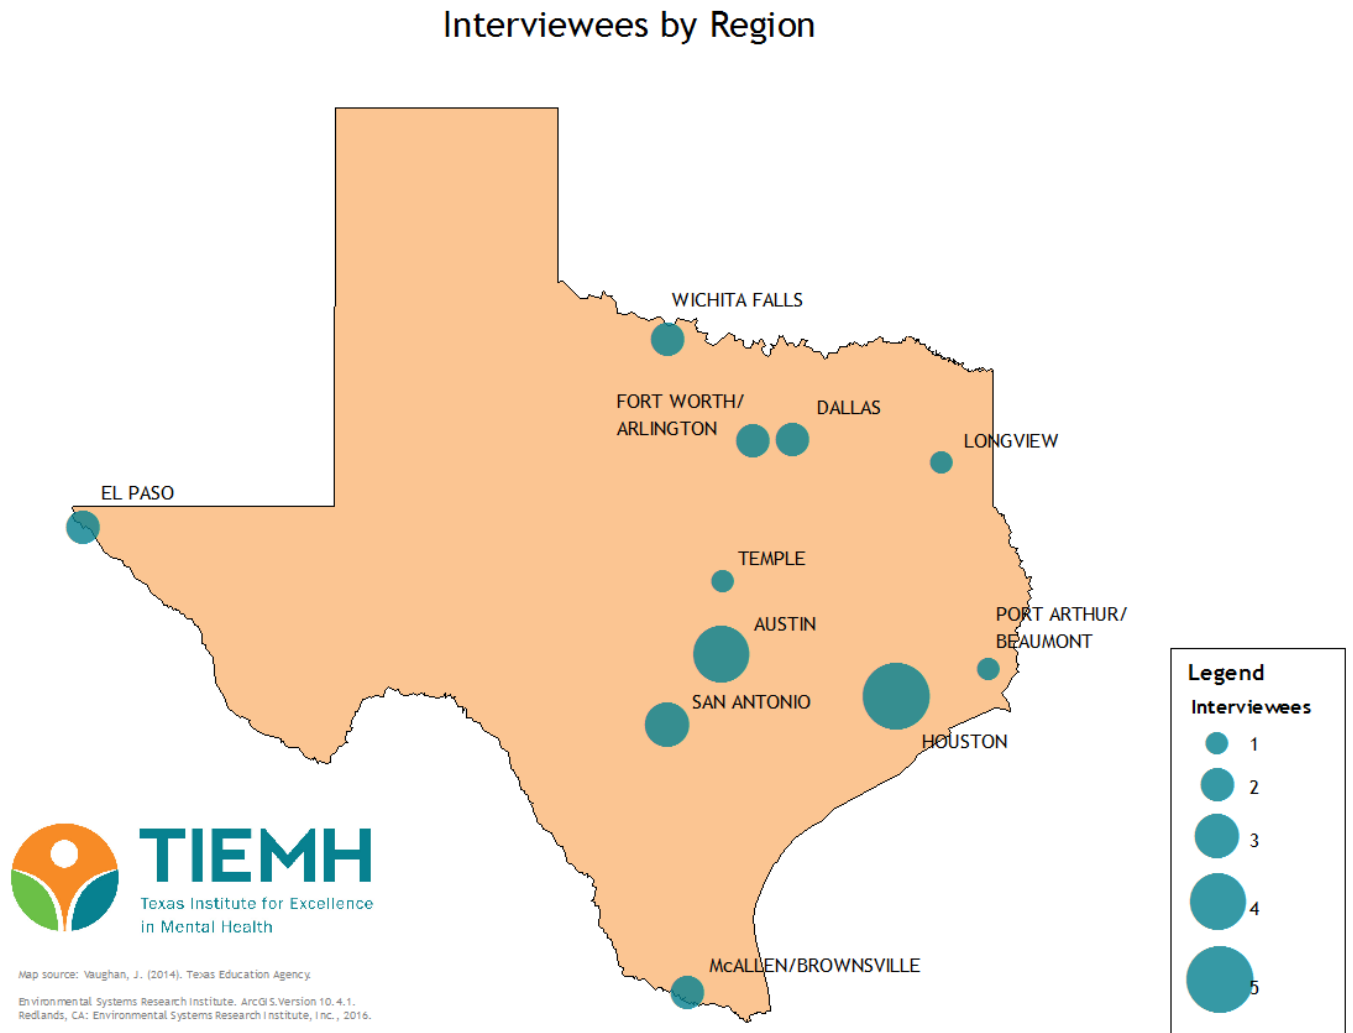 Interviewees by Region
WICHITA FALLS
FORT WORTH/
ARLINGTON
DALLAS
LONGVIEW
EL PASO
TEMPLE
AUSTIN
PORT ARTHUR/
BEAUMONT
SAN ANTONIO
HOUSTON
McALLEN/BROWNSVILLE
Legend
Interviewees
1
2
3
4
5
TIEMH
Texas Institute for Excellence
in Mental Health
Map source: Vaughan, J. (2014). Texas Education Agency.
Environmental Systems Research Institute. ArcGIS.Version 10.4.1.
Redlands, CA: Environmental Systems Research Institute, Inc., 2016.